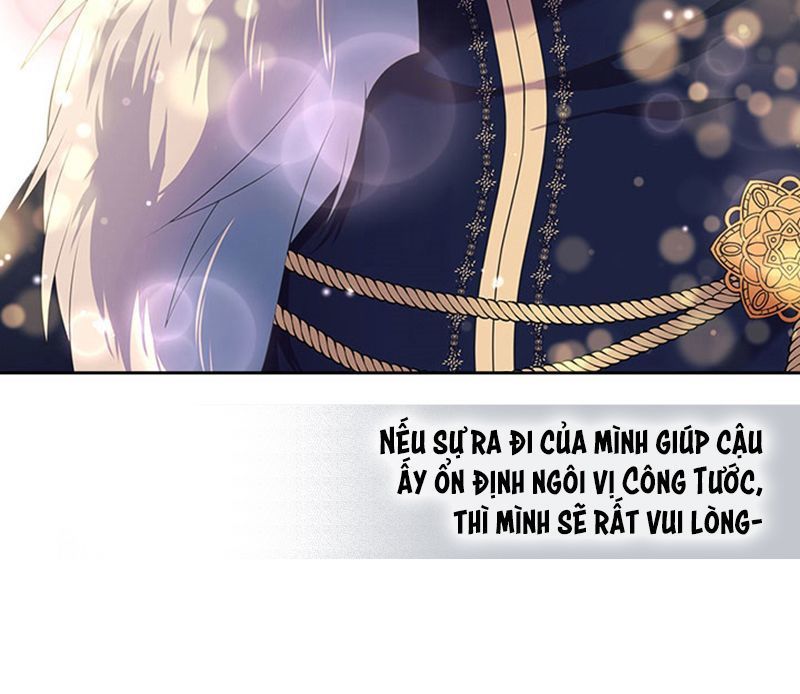 NẾU SỰ RA ĐI CỦA MÌNH GIÚP CẬU
ẤY ỔN ĐỊNH NGÔI VỊ CÔNG TƯỚC,
THÌ MÌNH SẼ RẤT VUI LÒNG-